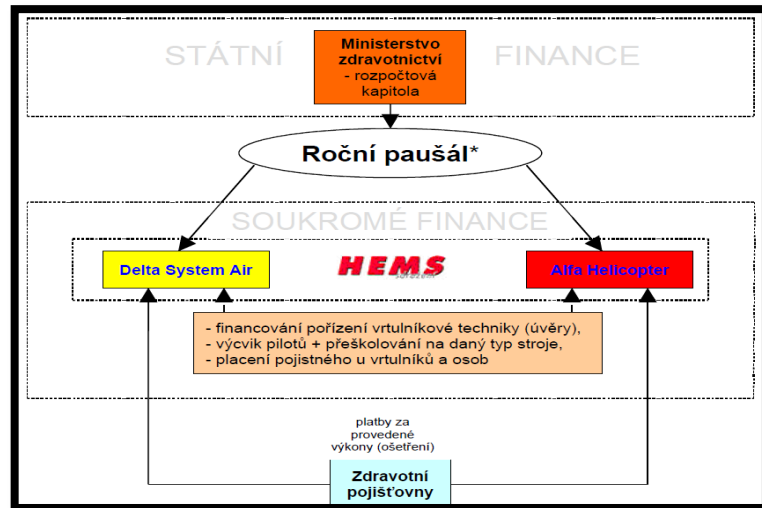 STÁTNÍ FINANCE
Ministerstvo
zdravotnictví
- rozpočtová
kapitola
Roční paušál*
SOUKROMÉ FINANCE
Delta System Air
HEMS
sdružení
Alfa Helicopter
- financování pořízení vrtulníkové techniky (úvěry),
- výcvik pilotů + přeškolování na daný typ stroje,
- placení pojistného u vrtulníků a osob
platby za
provedené
výkony (ošetření)
Zdravotní
pojišťovny